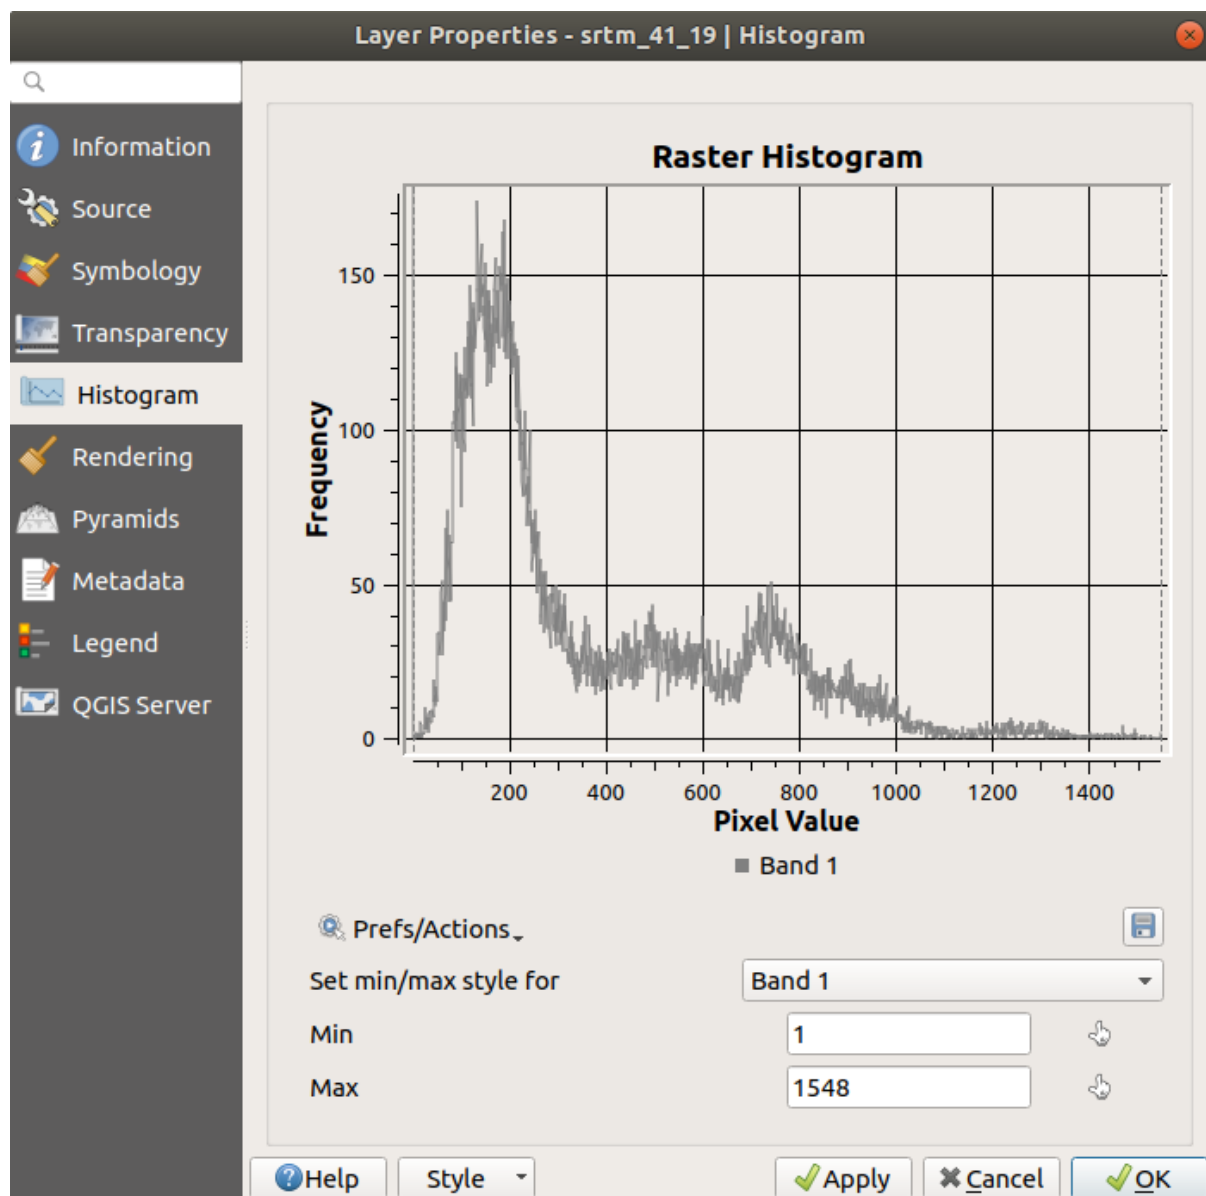 Layer Properties - srtm_41_19 | Histogram
Information
Source
Symbology
Transparency
Histogram
Rendering
Pyramids
Metadata
Legend
QGIS Server
Raster Histogram
Frequency
150
100
50
0
200 400 600 800 1000 1200 1400
Pixel Value
Band 1
Prefs/Actions
Set min/max style for Band 1
Min 1
Max 1548
Help Style Apply Cancel OK